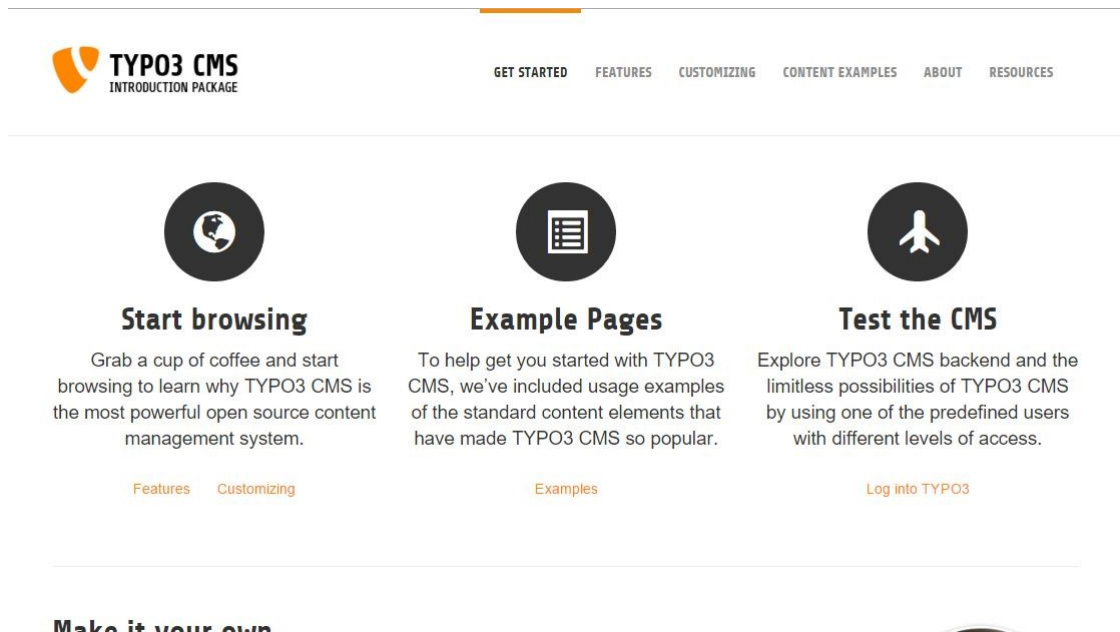 TYPO3 CMS
INTRODUCTION PACKAGE
GET STARTED FEATURES CUSTOMIZING CONTENT EXAMPLES ABOUT RESOURCES
Start browsing
Grab a cup of coffee and start
browsing to learn why TYPO3 CMS is
the most powerful open source content
management system.
Features Customizing
Example Pages
To help get you started with TYPO3
CMS, we've included usage examples
of the standard content elements that
have made TYPO3 CMS so popular.
Examples
Test the CMS
Explore TYPO3 CMS backend and the
limitless possibilities of TYPO3 CMS
by using one of the predefined users
with different levels of access.
Log into TYPO3
Make it your own